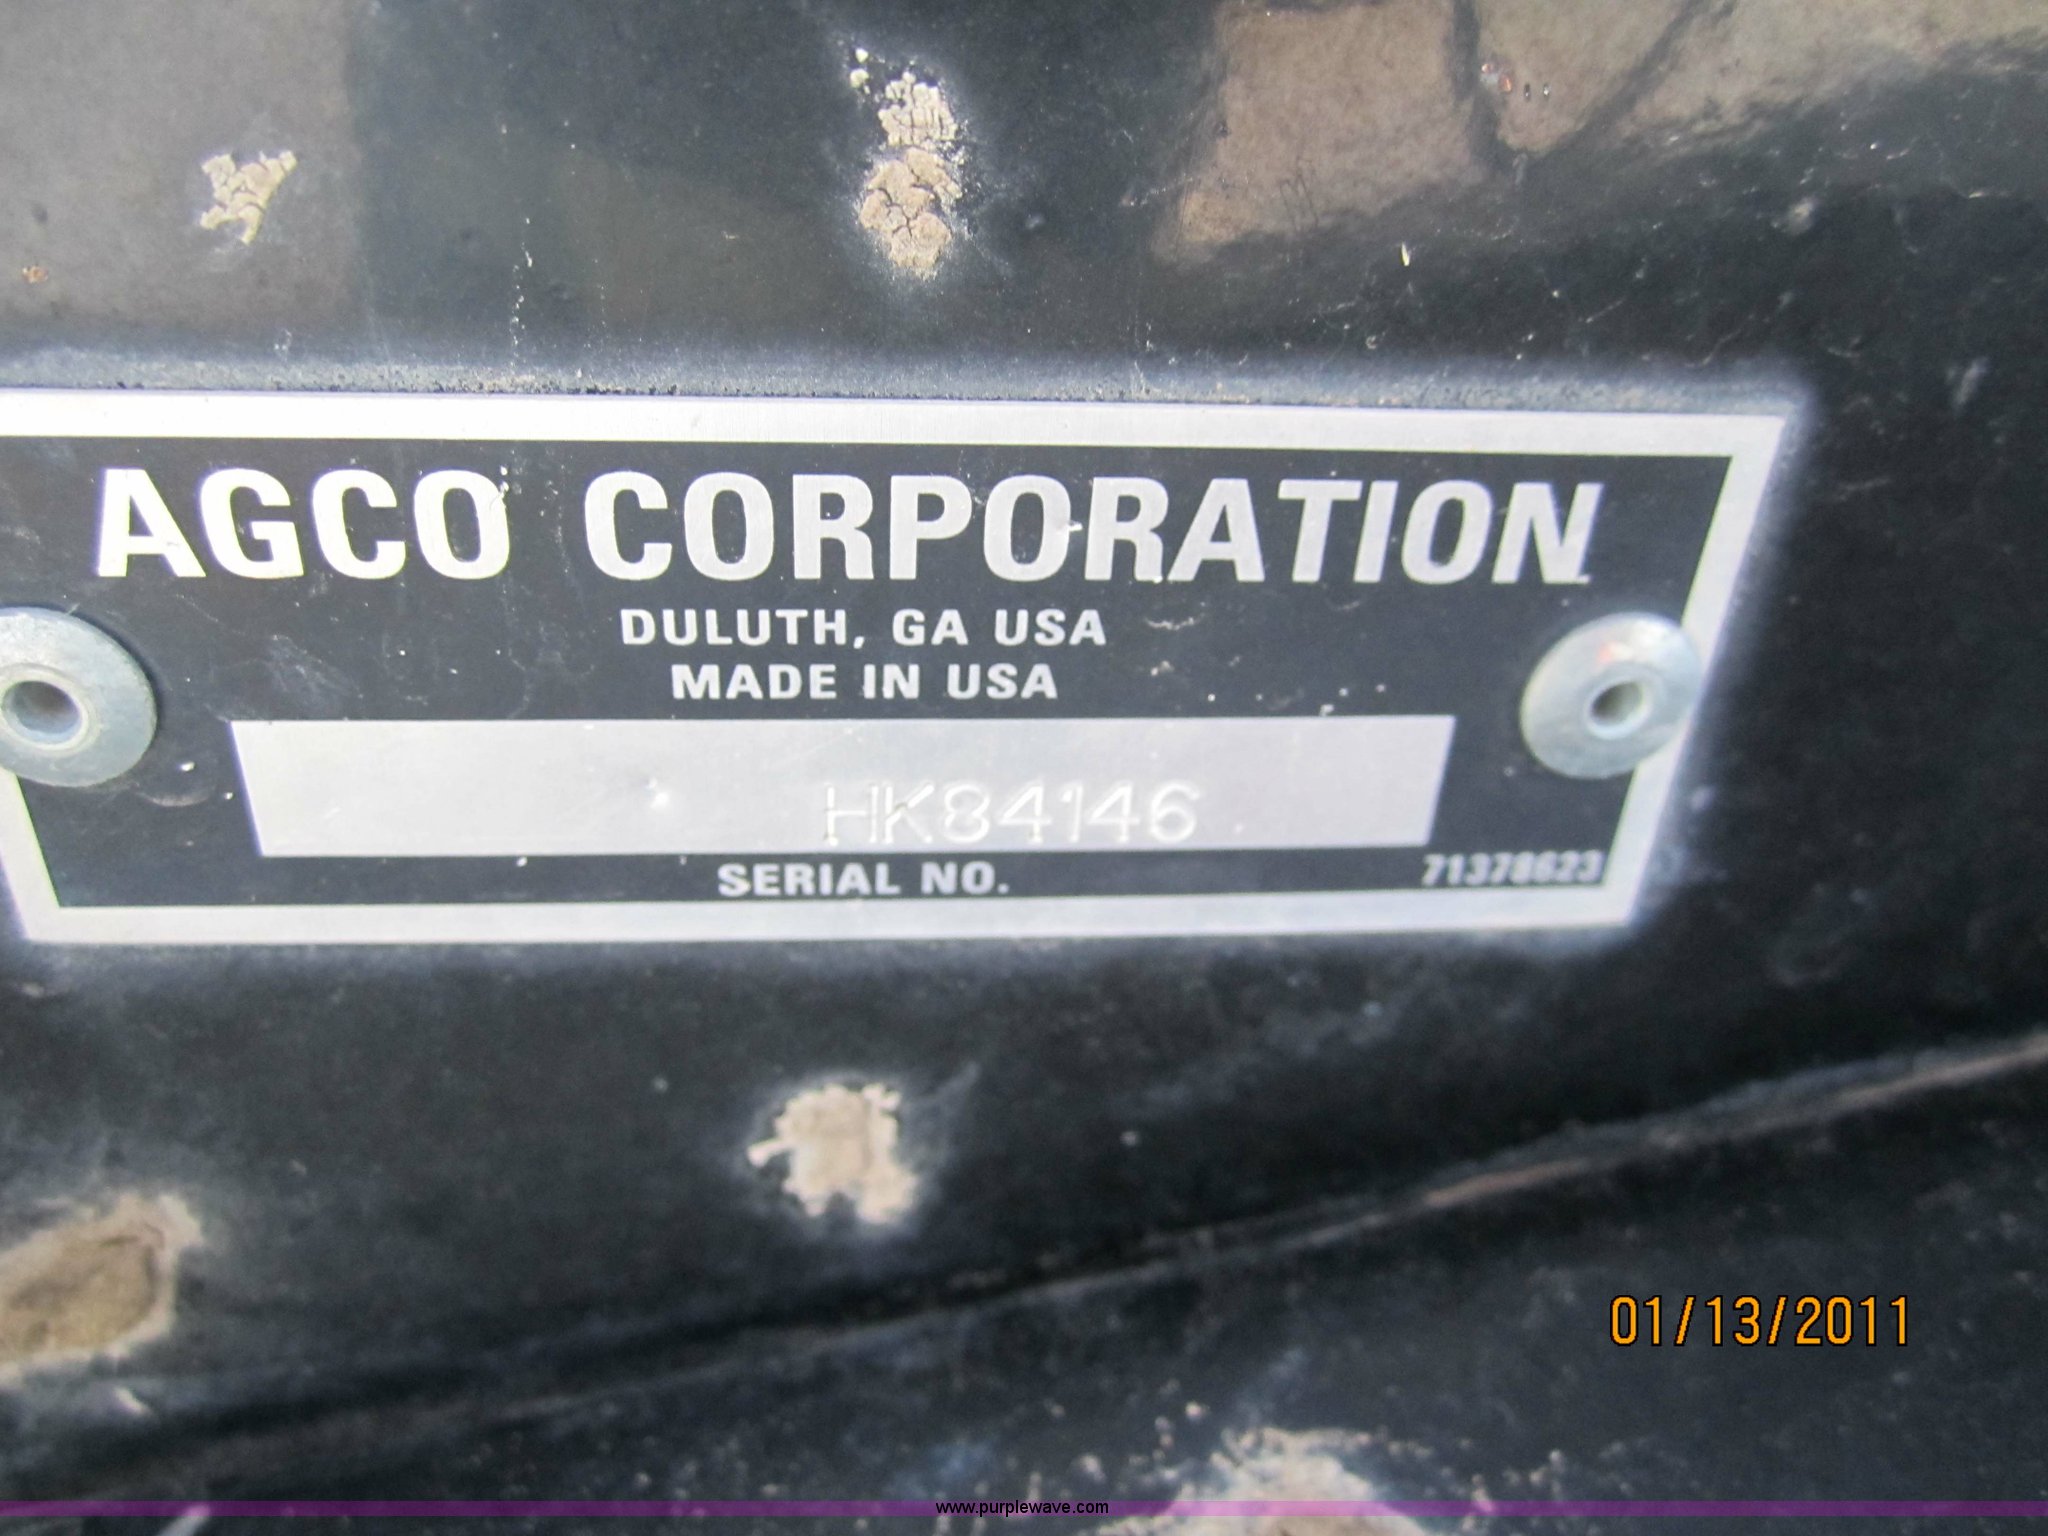 AGCO CORPORATION
DULUTH, GA USA
MADE IN USA
HK84146
SERIAL NO.
71378623
01/13/2011
www.purplewave.com